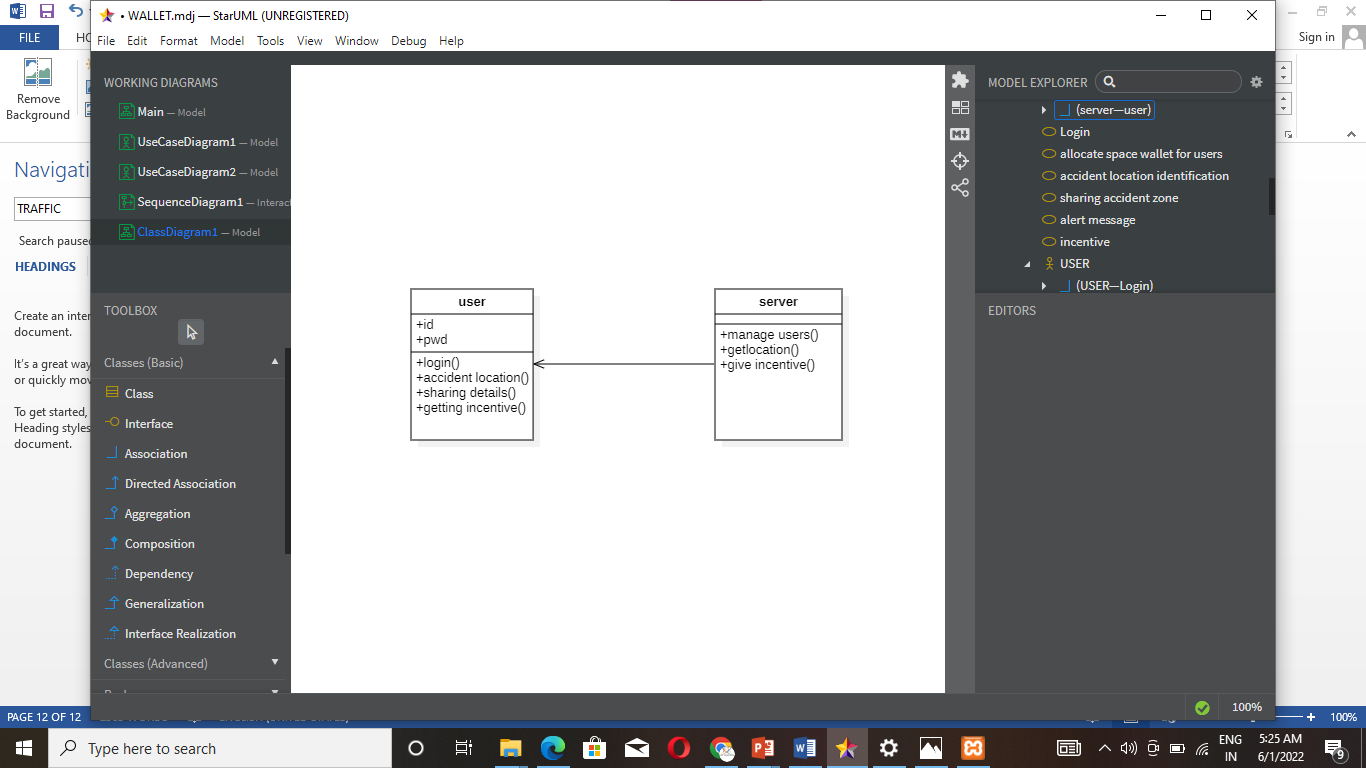 • WALLET.mdj — StarUML (UNREGISTERED)
FILE
HO
Sign in
File Edit Format Model Tools View Window Debug Help
Remove
Background
WORKING DIAGRAMS
Main — Model
UseCaseDiagram1 — Model
UseCaseDiagram2 — Model
SequenceDiagram1 — Interact
ClassDiagram1 — Model
MODEL EXPLORER
(server—user)
Login
allocate space wallet for users
accident location identification
sharing accident zone
alert message
incentive
USER
(USER—Login)
EDITORS
Navigati
TRAFFIC
Search paused
HEADINGS
Create an inter
document.
It's a great way
or quickly mov
To get started,
Heading styles
document.
TOOLBOX
Classes (Basic)
Class
Interface
Association
Directed Association
Aggregation
Composition
Dependency
Generalization
Interface Realization
Classes (Advanced)
user
+id
+pwd
+login()
+accident location()
+sharing details()
+getting incentive()
server
+manage users()
+getlocation()
+give incentive()
100%
PAGE 12 OF 12
100%
Type here to search
ENG
IN
5:25 AM
6/1/2022
9